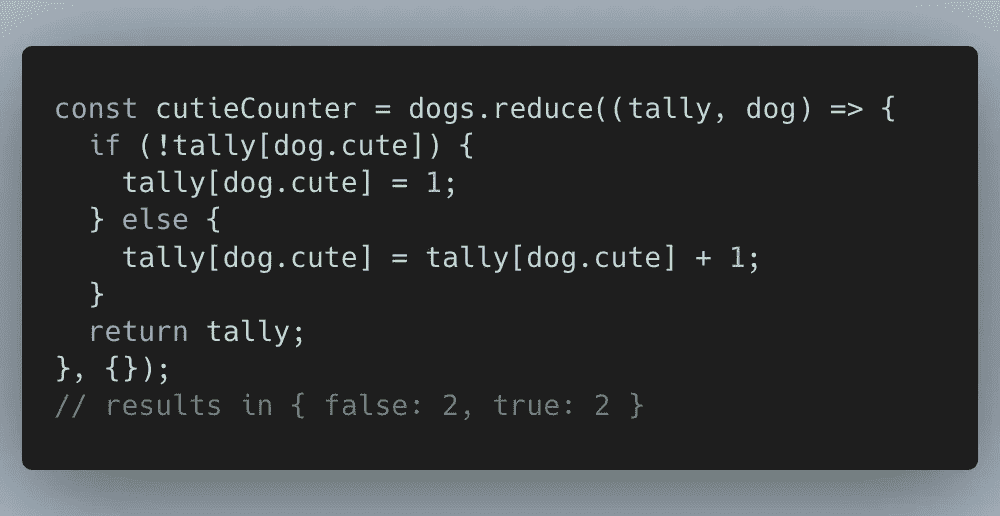 const cutieCounter = dogs.reduce((tally, dog) => {
  if (!tally[dog.cute]) {
    tally[dog.cute] = 1;
  } else {
    tally[dog.cute] = tally[dog.cute] + 1;
  }
  return tally;
}, {});
// results in { false: 2, true: 2 }